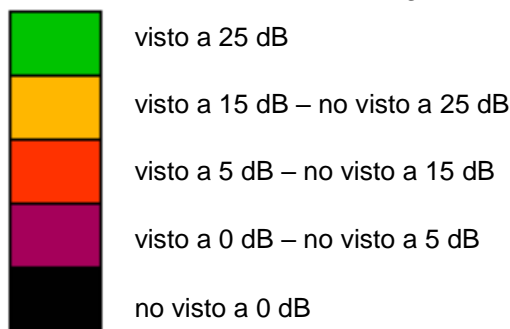 visto a 25 dB
visto a 15 dB – no visto a 25 dB
visto a 5 dB – no visto a 15 dB
visto a 0 dB – no visto a 5 dB
no visto a 0 dB